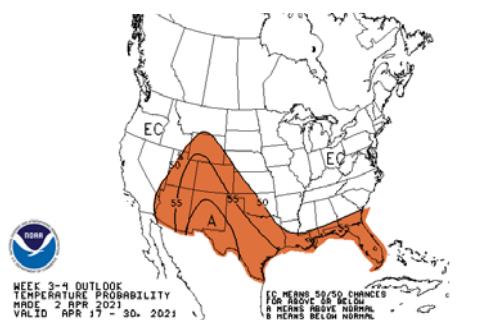 EC
EC
50
55
55
50
A
NOAA
WEEK 3-4 OUTLOOK
TEMPERATURE PROBABILITY
MADE 2 APR 2021
VALID APR 17 - 30, 2021
EC MEANS 50/50 CHANCES
FOR ABOVE OR BELOW
A MEANS ABOVE NORMAL
B MEANS BELOW NORMAL